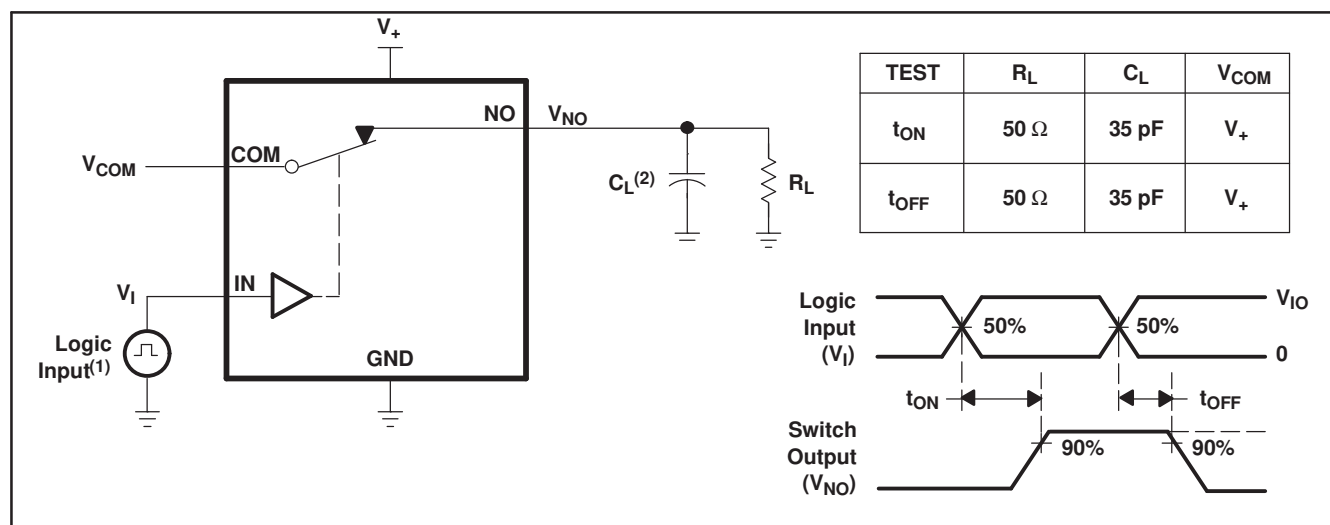 V+
NO
VNO
COM
VCOM
CL(2)
RL
IN
VI
Logic
Input(1)
GND
TEST RL CL VCOM
tON 50 Ω 35 pF V+
tOFF 50 Ω 35 pF V+
Logic
Input
(VI)
50%
50%
VIO
0
tON
tOFF
Switch
Output
(VNO)
90%
90%